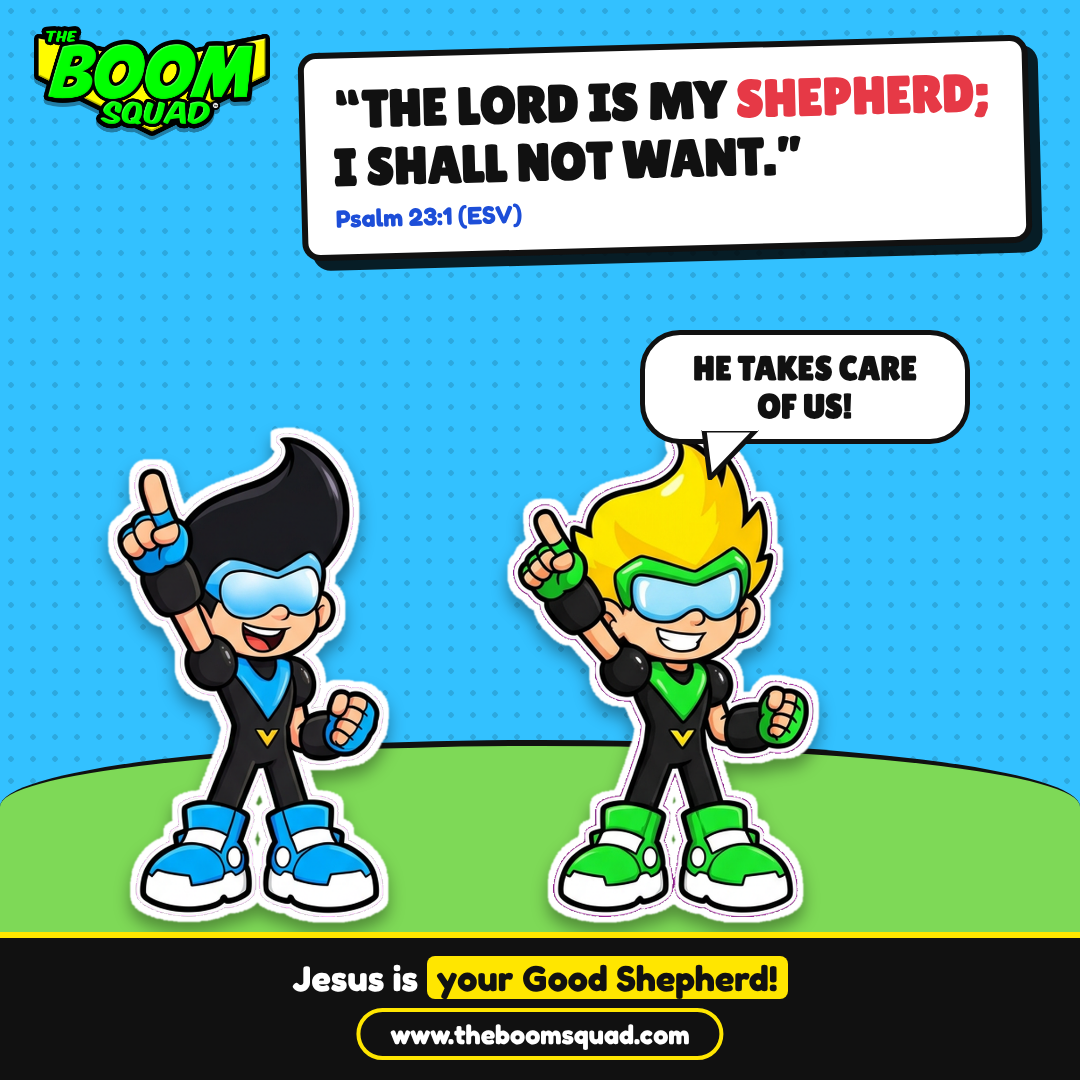 THE
BOOM
SQUAD
“THE LORD IS MY SHEPHERD;
I SHALL NOT WANT.”
Psalm 23:1 (ESV)
HE TAKES CARE
OF US!
Jesus is your Good Shepherd!
www.theboomsquad.com